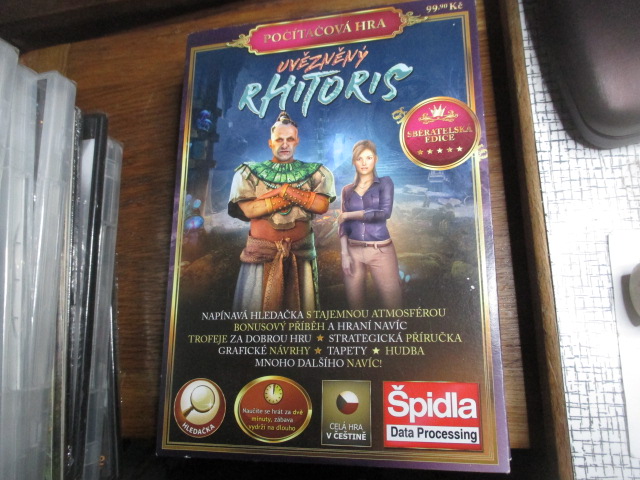 99.90 Kč
POČÍTAČOVÁ HRA
UVĚZNĚNÝ
RHITORIS
SBĚRATELSKÁ
EDICE
NAPÍNAVÁ HLEDAČKA S TAJEMNOU ATMOSFÉROU
BONUSOVÝ PŘÍBĚH A HRANÍ NAVÍC
TROFEJE ZA DOBROU HRU ★ STRATEGICKÁ PŘÍRUČKA
GRAFICKÉ NÁVRHY ★ TAPETY ★ HUDBA
MNOHO DALŠÍHO NAVÍC!
HLEDAČKA
Naučíte se hrát za dvě
minuty, zábava
vydrží na dlouho
CELÁ HRA
V ČEŠTINĚ
Špidla
Data Processing